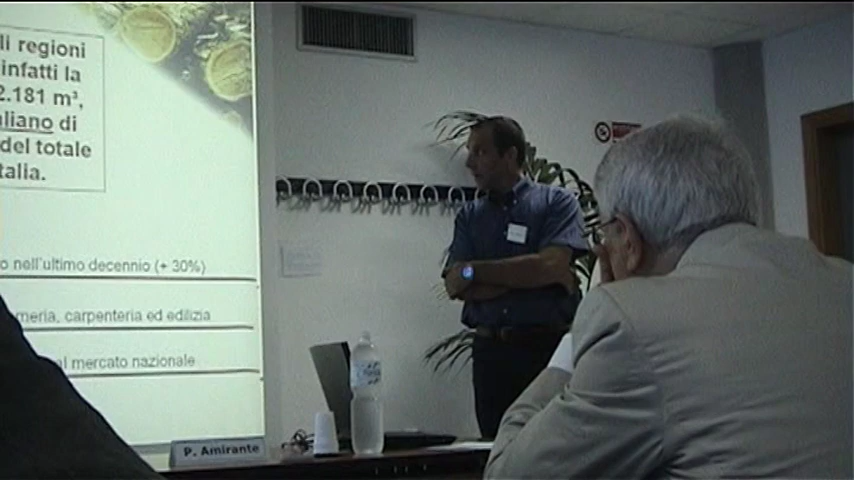 li regioni
infatti la
2.181 m³,
aliano di
del totale
talia.
o nell'ultimo decennio (+ 30%)
meria, carpenteria ed edilizia
al mercato nazionale
P. Amirante